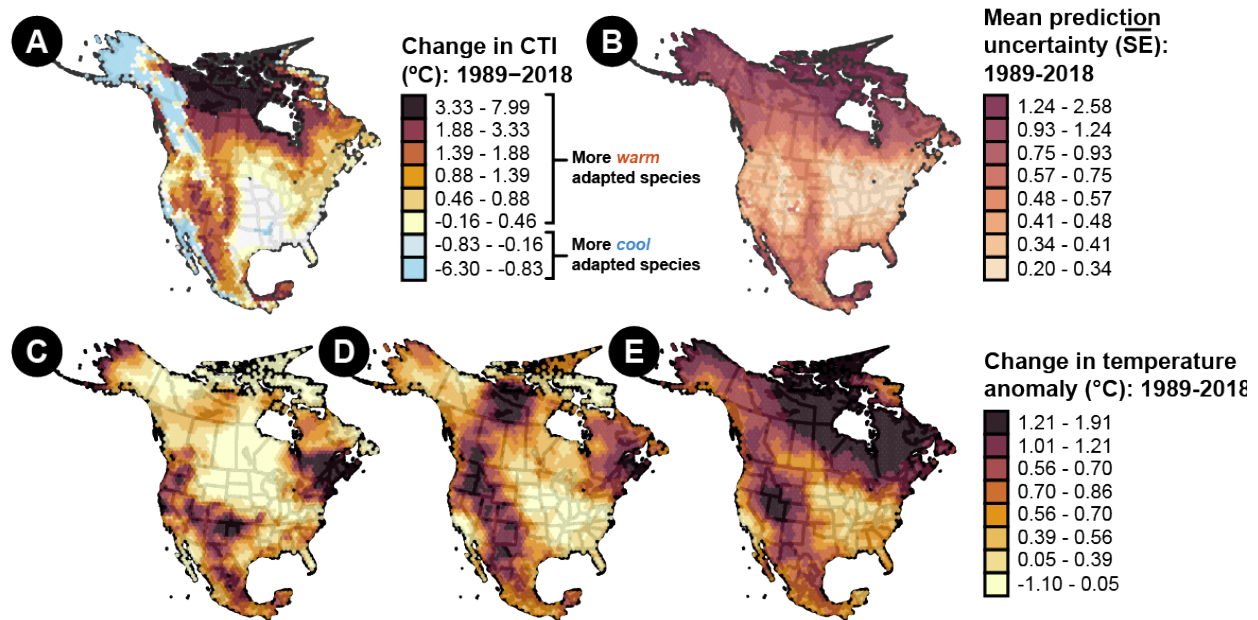 A
Change in CTI
(ºC): 1989−2018
3.33 - 7.99
1.88 - 3.33
1.39 - 1.88
0.88 - 1.39
0.46 - 0.88
-0.16 - 0.46
-0.83 - -0.16
-6.30 - -0.83
More warm
adapted species
More cool
adapted species
B
Mean prediction
uncertainty (SE):
1989-2018
1.24 - 2.58
0.93 - 1.24
0.75 - 0.93
0.57 - 0.75
0.48 - 0.57
0.41 - 0.48
0.34 - 0.41
0.20 - 0.34
C
D
E
Change in temperature
anomaly (°C): 1989-2018
1.21 - 1.91
1.01 - 1.21
0.56 - 0.70
0.70 - 0.86
0.56 - 0.70
0.39 - 0.56
0.05 - 0.39
-1.10 - 0.05